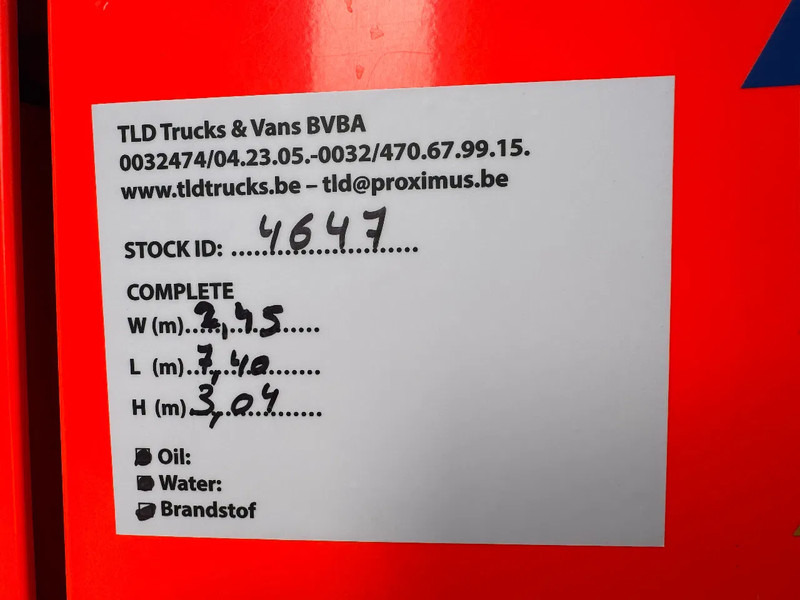 TLD Trucks & Vans BVBA
0032474/04.23.05.-0032/470.67.99.15.
www.tldtrucks.be – tld@proximus.be
STOCK ID: 4647
COMPLETE
W (m) 2,45
L (m) 7,40
H (m) 3,04
Oil:
Water:
Brandstof